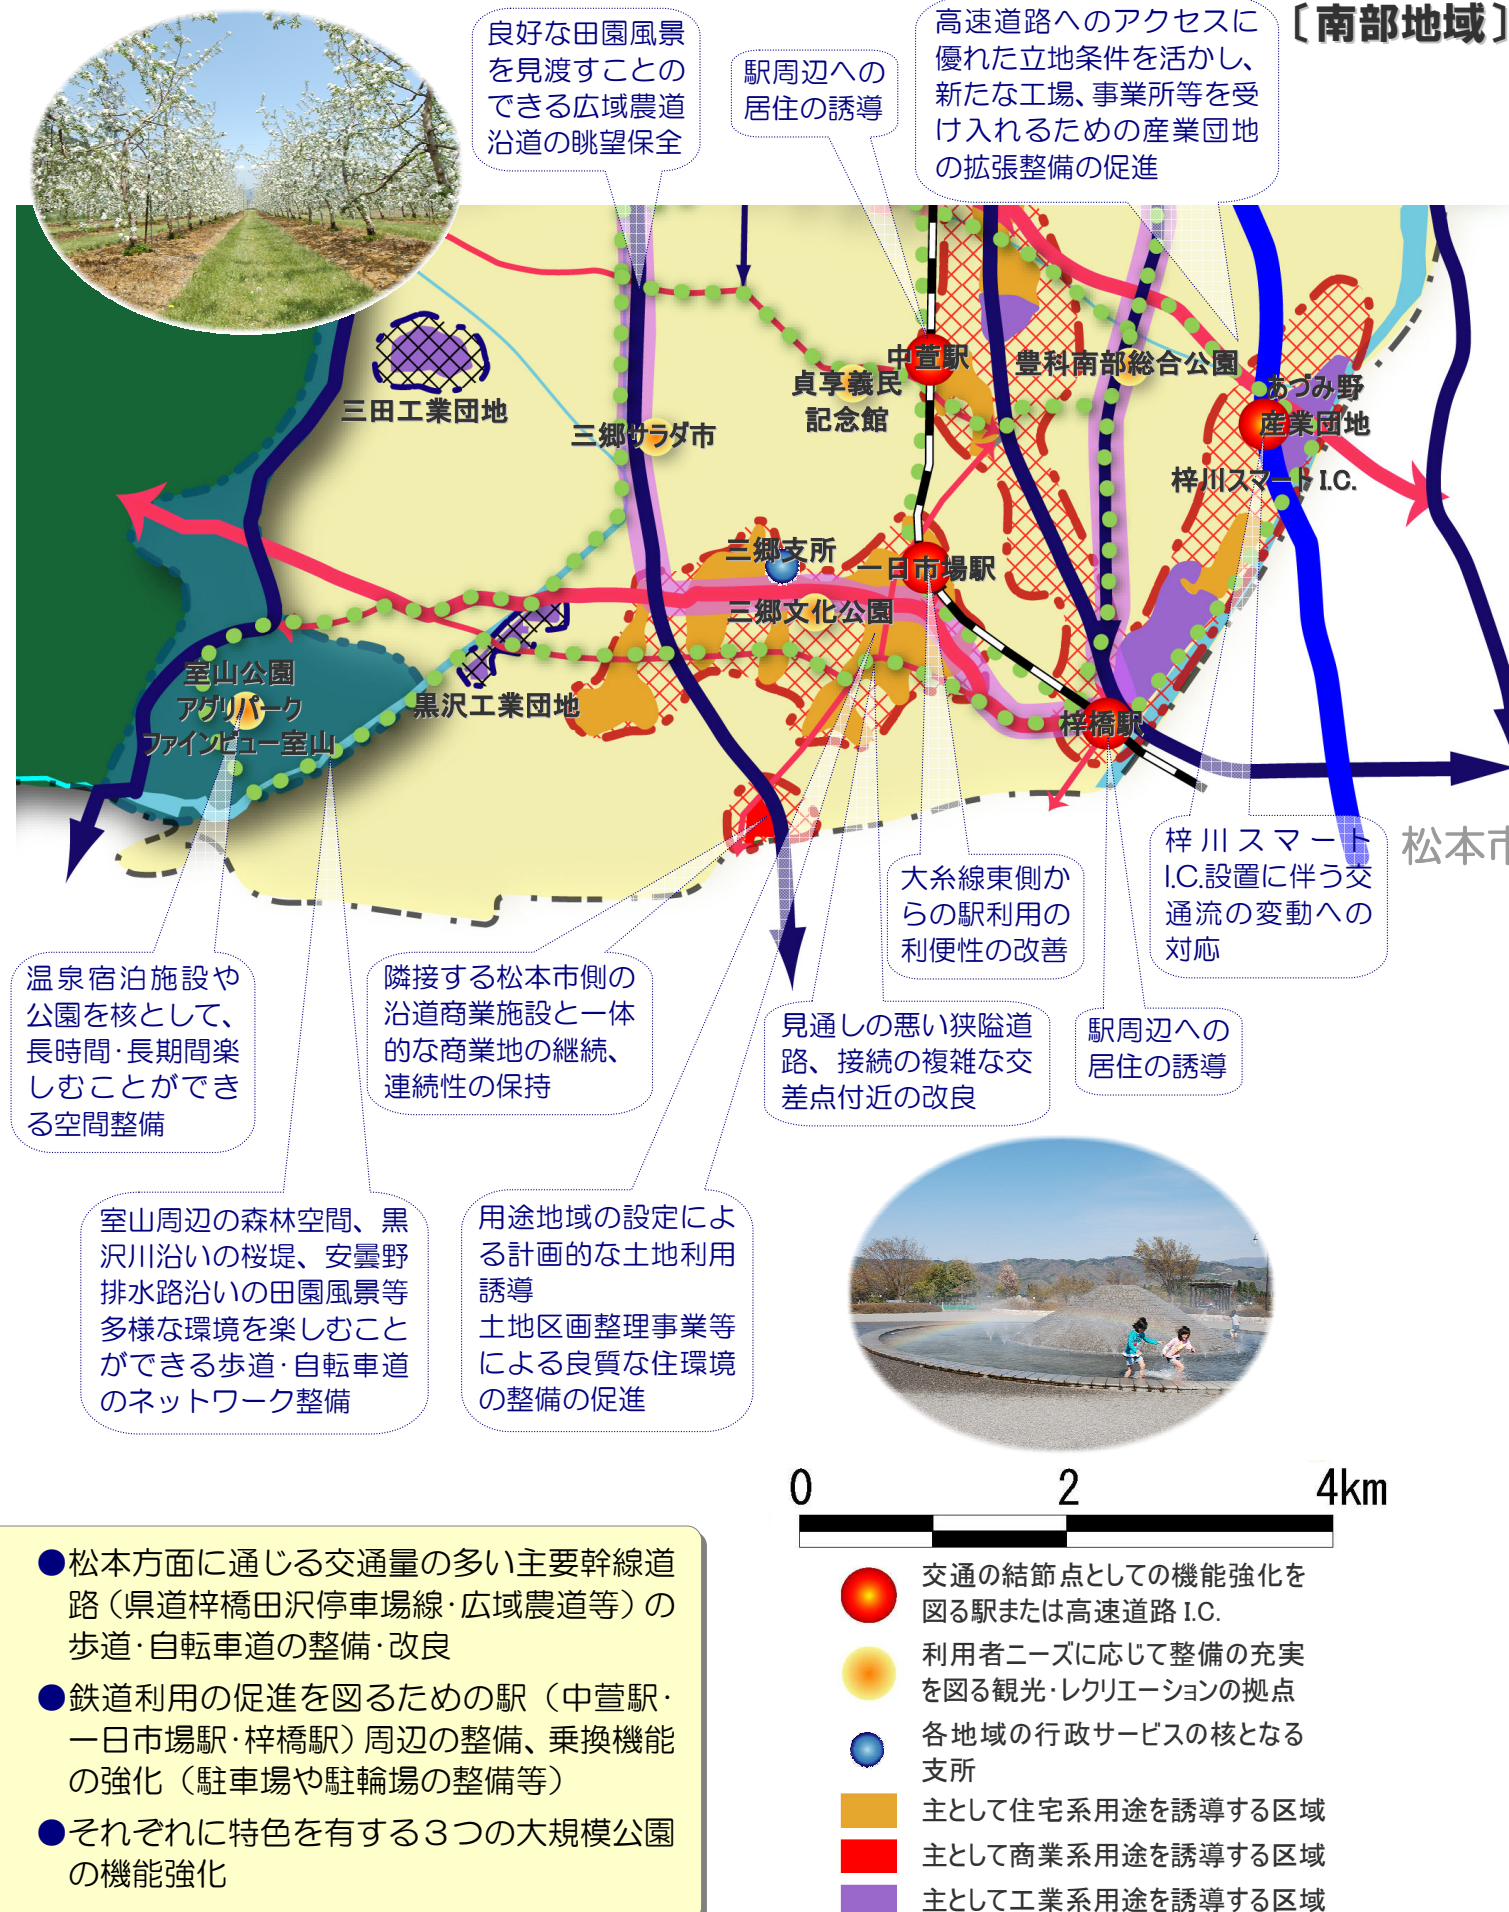 〔南部地域〕
良好な田園風景
を見渡すことの
できる広域農道
沿道の眺望保全
駅周辺への
居住の誘導
高速道路へのアクセスに
優れた立地条件を活かし、
新たな工場、事業所等を受
け入れるための産業団地
の拡張整備の促進
中萱駅
豊科南部総合公園
貞享義民
記念館
三田工業団地
三郷サラダ市
あづみ野
産業団地
梓川スマートI.C.
三郷支所
一日市場駅
三郷文化公園
室山公園
アグリパーク
ファインビュー室山
黒沢工業団地
梓橋駅
松本市
梓川スマート
I.C.設置に伴う交
通流の変動への
対応
大糸線東側か
らの駅利用の
利便性の改善
温泉宿泊施設や
公園を核として、
長時間・長期間楽
しむことができ
る空間整備
隣接する松本市側の
沿道商業施設と一体
的な商業地の継続、
連続性の保持
見通しの悪い狭隘道
路、接続の複雑な交
差点付近の改良
駅周辺への
居住の誘導
室山周辺の森林空間、黒
沢川沿いの桜堤、安曇野
排水路沿いの田園風景等
多様な環境を楽しむこと
ができる歩道・自転車道
のネットワーク整備
用途地域の設定によ
る計画的な土地利用
誘導
土地区画整理事業等
による良質な住環境
の整備の促進
0 2 4km
●松本方面に通じる交通量の多い主要幹線道
路（県道梓橋田沢停車場線・広域農道等）の
歩道・自転車道の整備・改良
●鉄道利用の促進を図るための駅（中萱駅・
一日市場駅・梓橋駅）周辺の整備、乗換機能
の強化（駐車場や駐輪場の整備等）
●それぞれに特色を有する３つの大規模公園
の機能強化
交通の結節点としての機能強化を
図る駅または高速道路 I.C.
利用者ニーズに応じて整備の充実
を図る観光・レクリエーションの拠点
各地域の行政サービスの核となる
支所
主として住宅系用途を誘導する区域
主として商業系用途を誘導する区域
主として工業系用途を誘導する区域